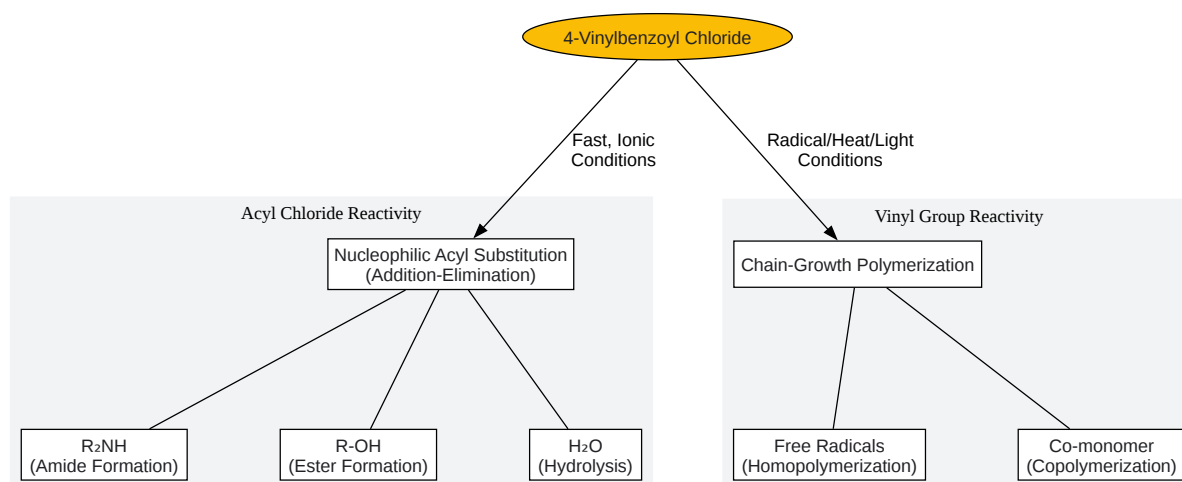 4-Vinylbenzoyl Chloride
Fast, Ionic
Conditions
Radical/Heat/Light
Conditions
Acyl Chloride Reactivity
Vinyl Group Reactivity
Nucleophilic Acyl Substitution
(Addition-Elimination)
Chain-Growth Polymerization
R₂NH
(Amide Formation)
R-OH
(Ester Formation)
H₂O
(Hydrolysis)
Free Radicals
(Homopolymerization)
Co-monomer
(Copolymerization)